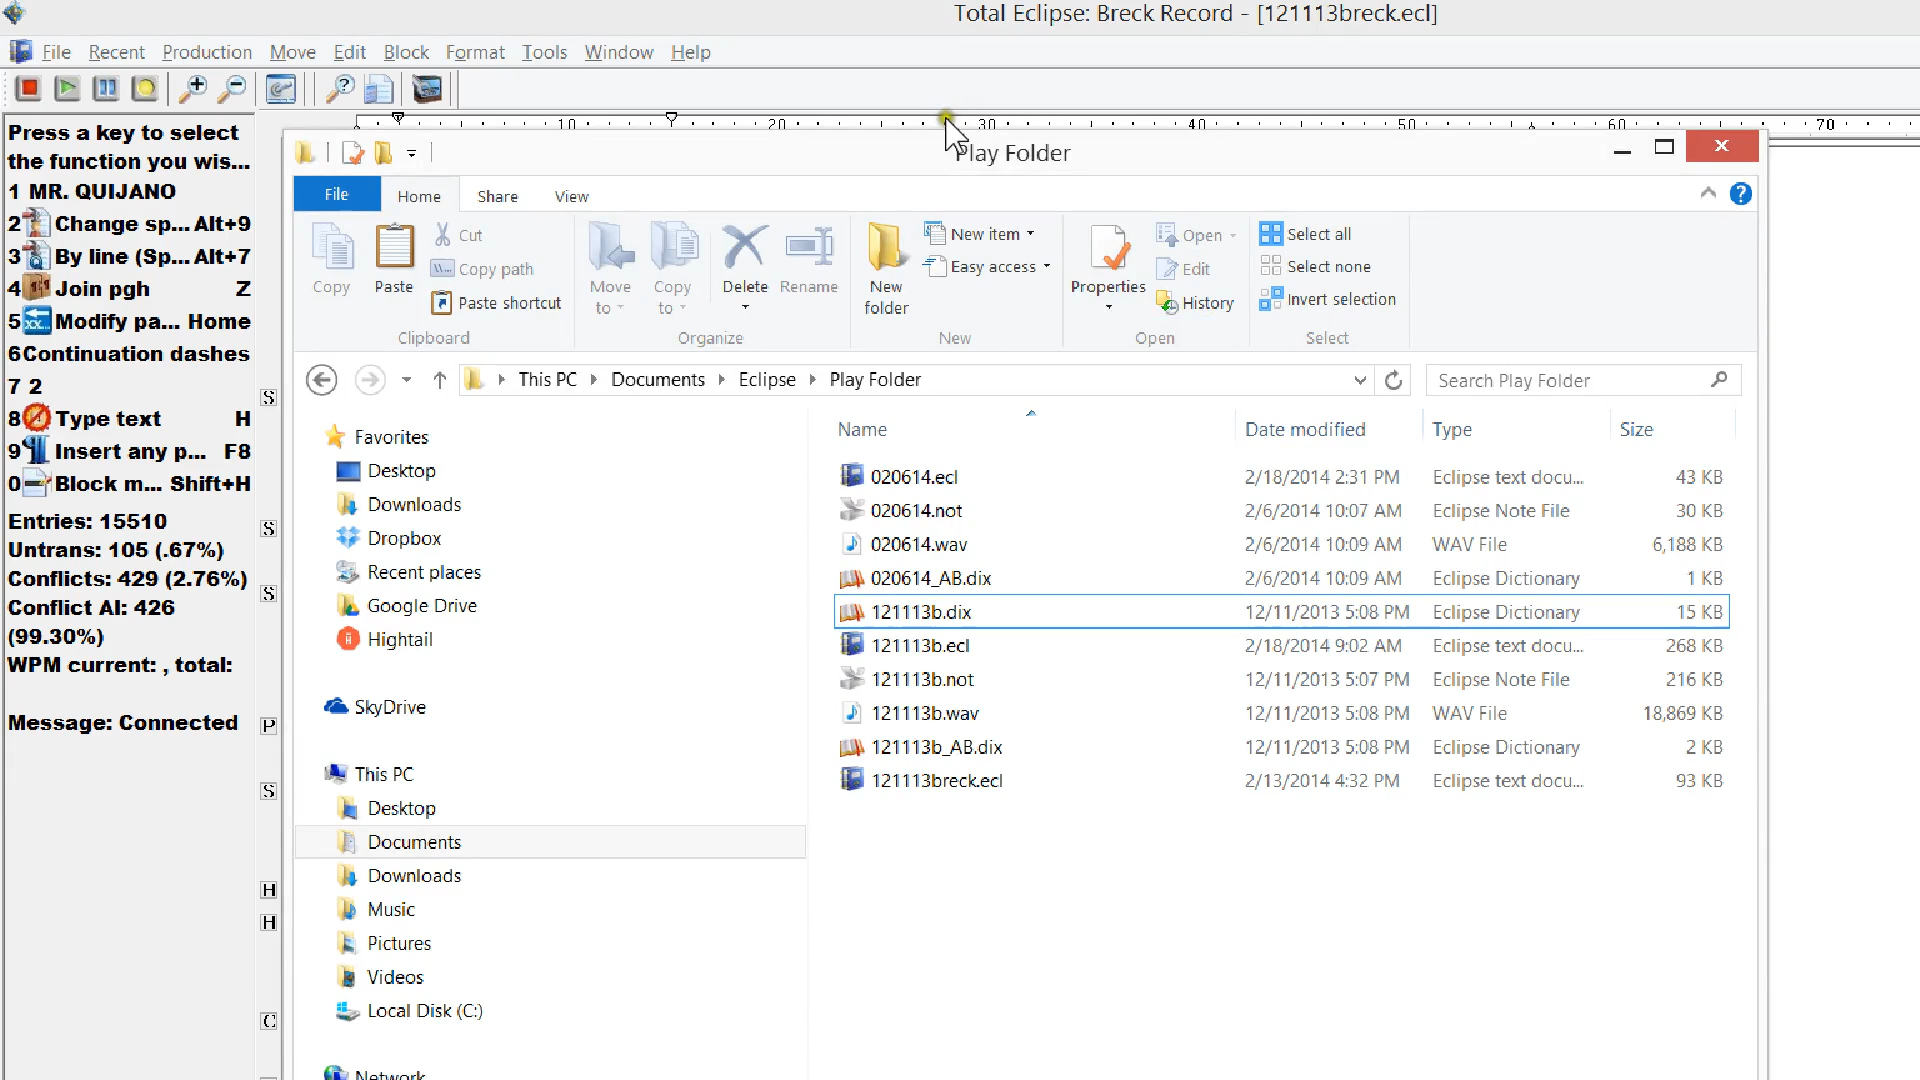 Total Eclipse: Breck Record - [121113breck.ecl]
File Recent Production Move Edit Block Format Tools Window Help
10 20 30 40 50 60 70
Press a key to select
the function you wis...
1 MR. QUIJANO
2 Change sp... Alt+9
3 By line (Sp... Alt+7
4 Join pgh Z
5 Modify pa... Home
6Continuation dashes
7 2
8 Type text H
9 Insert any p... F8
0 Block m... Shift+H
Entries: 15510
Untrans: 105 (.67%)
Conflicts: 429 (2.76%)
Conflict AI: 426
(99.30%)
WPM current: , total:
Message: Connected
S
S
S
P
S
H
H
C
Play Folder
File Home Share View
Copy
Paste
Cut
Copy path
Paste shortcut
Clipboard
Move to
Copy to
Delete
Rename
Organize
New folder
New item
Easy access
New
Properties
Open
Edit
History
Open
Select all
Select none
Invert selection
Select
This PC Documents Eclipse Play Folder
Search Play Folder
Favorites
Desktop
Downloads
Dropbox
Recent places
Google Drive
Hightail
SkyDrive
This PC
Desktop
Documents
Downloads
Music
Pictures
Videos
Local Disk (C:)
Network
Name Date modified Type Size
020614.ecl 2/18/2014 2:31 PM Eclipse text docu... 43 KB
020614.not 2/6/2014 10:07 AM Eclipse Note File 30 KB
020614.wav 2/6/2014 10:09 AM WAV File 6,188 KB
020614_AB.dix 2/6/2014 10:09 AM Eclipse Dictionary 1 KB
121113b.dix 12/11/2013 5:08 PM Eclipse Dictionary 15 KB
121113b.ecl 2/18/2014 9:02 AM Eclipse text docu... 268 KB
121113b.not 12/11/2013 5:07 PM Eclipse Note File 216 KB
121113b.wav 12/11/2013 5:08 PM WAV File 18,869 KB
121113b_AB.dix 12/11/2013 5:08 PM Eclipse Dictionary 2 KB
121113breck.ecl 2/13/2014 4:32 PM Eclipse text docu... 93 KB